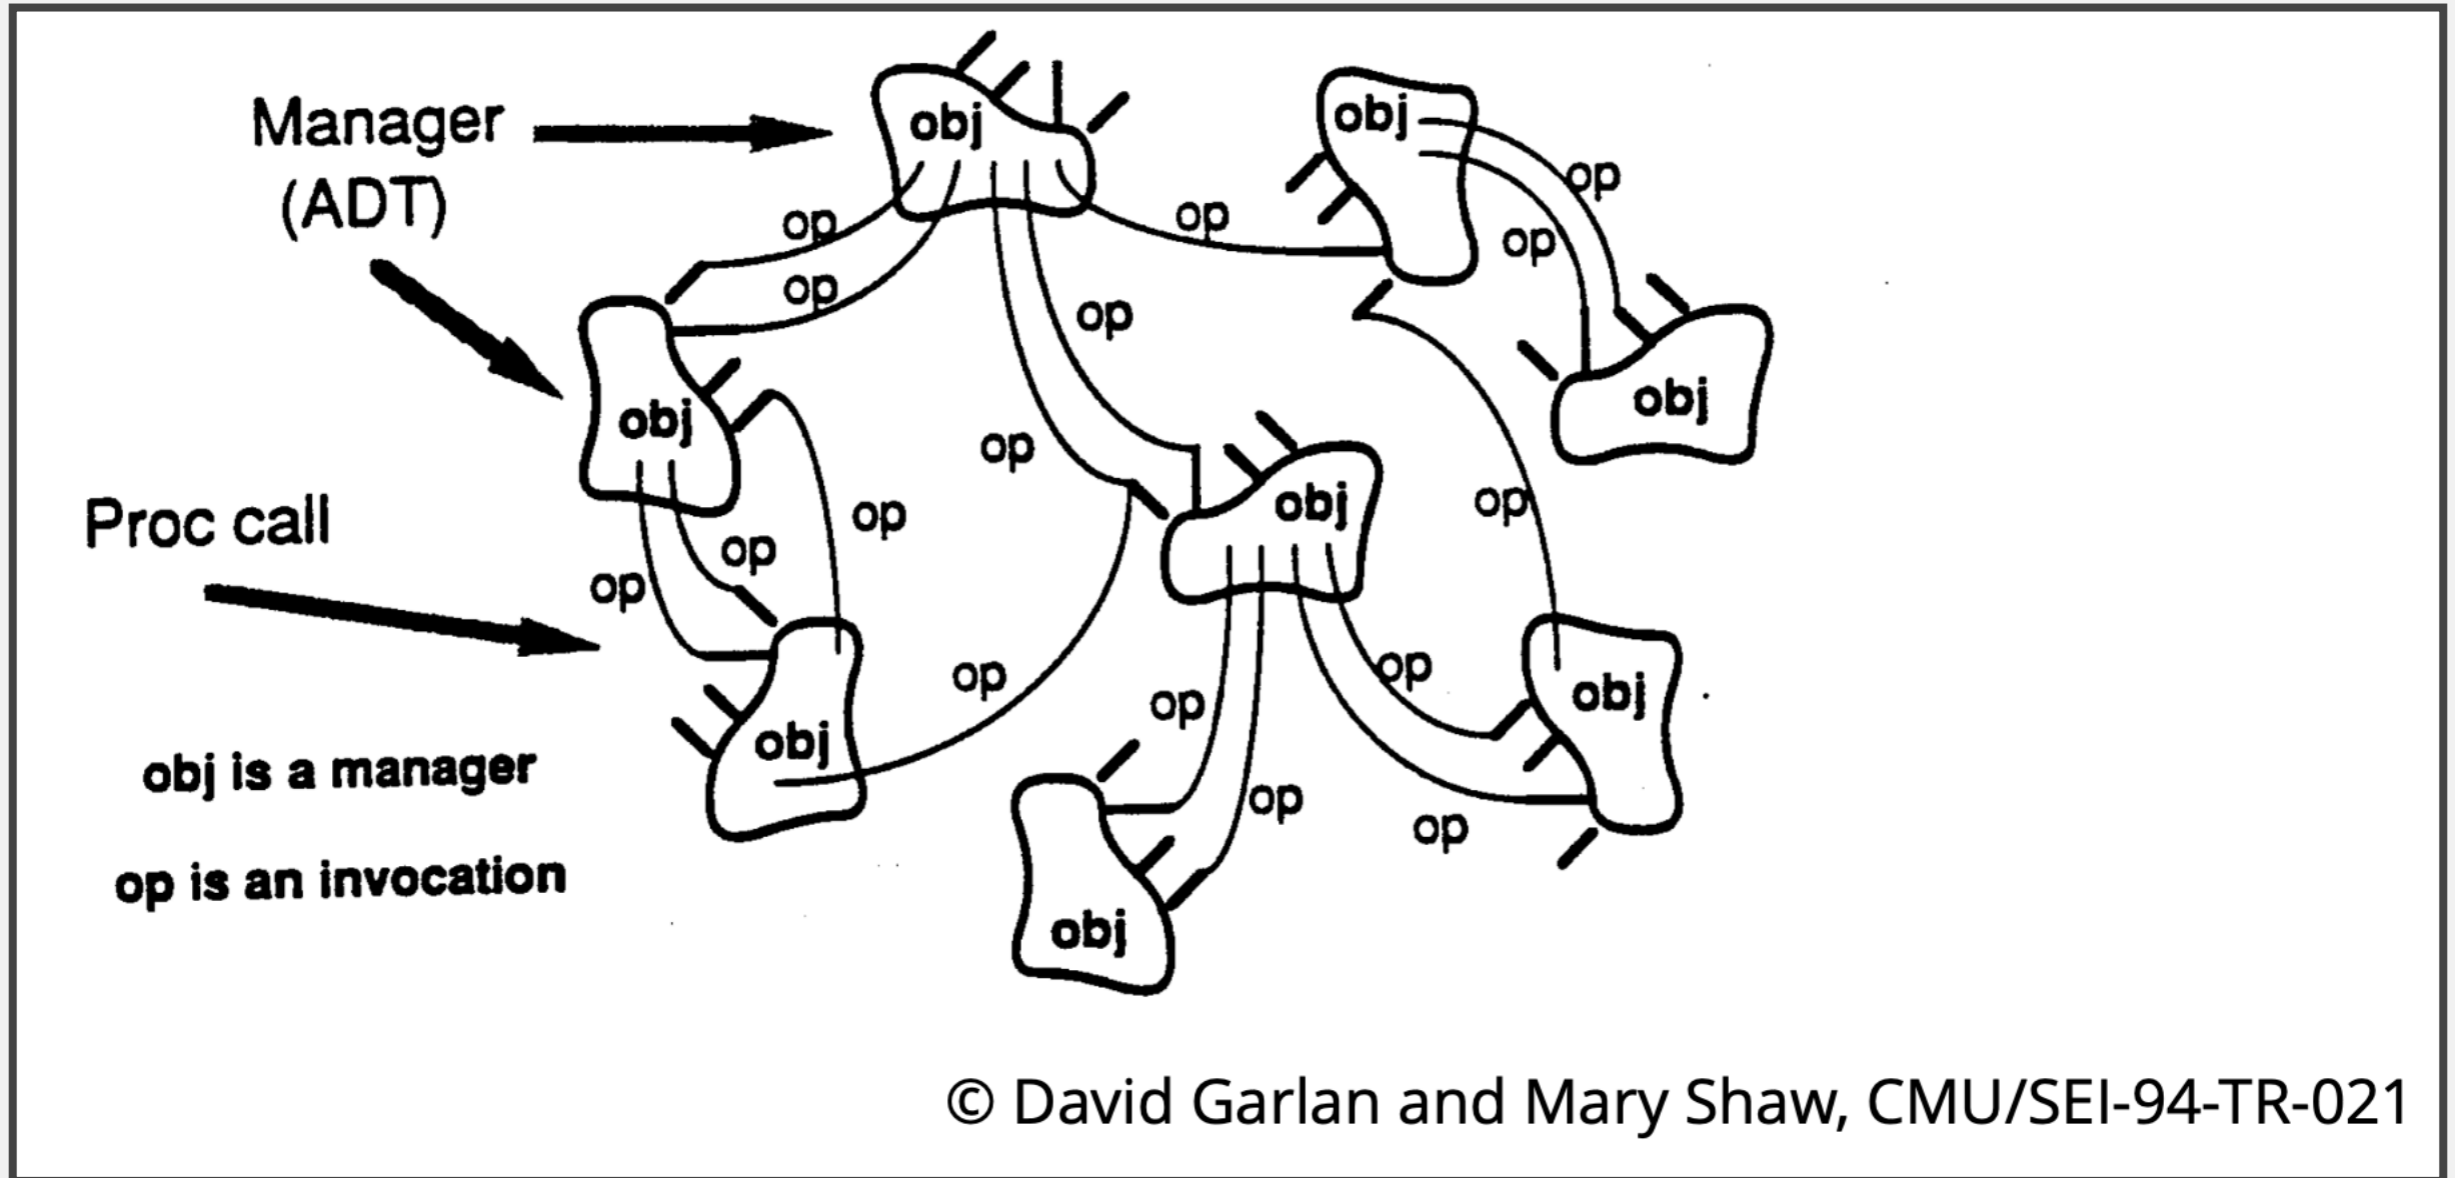 Manager
(ADT)
Proc call
obj is a manager
op is an invocation
obj
obj
op
op
op
op
op
op
obj
obj
op
op
op
obj
op
op
op
op
op
obj
obj
op
op
op
obj
© David Garlan and Mary Shaw, CMU/SEI-94-TR-021